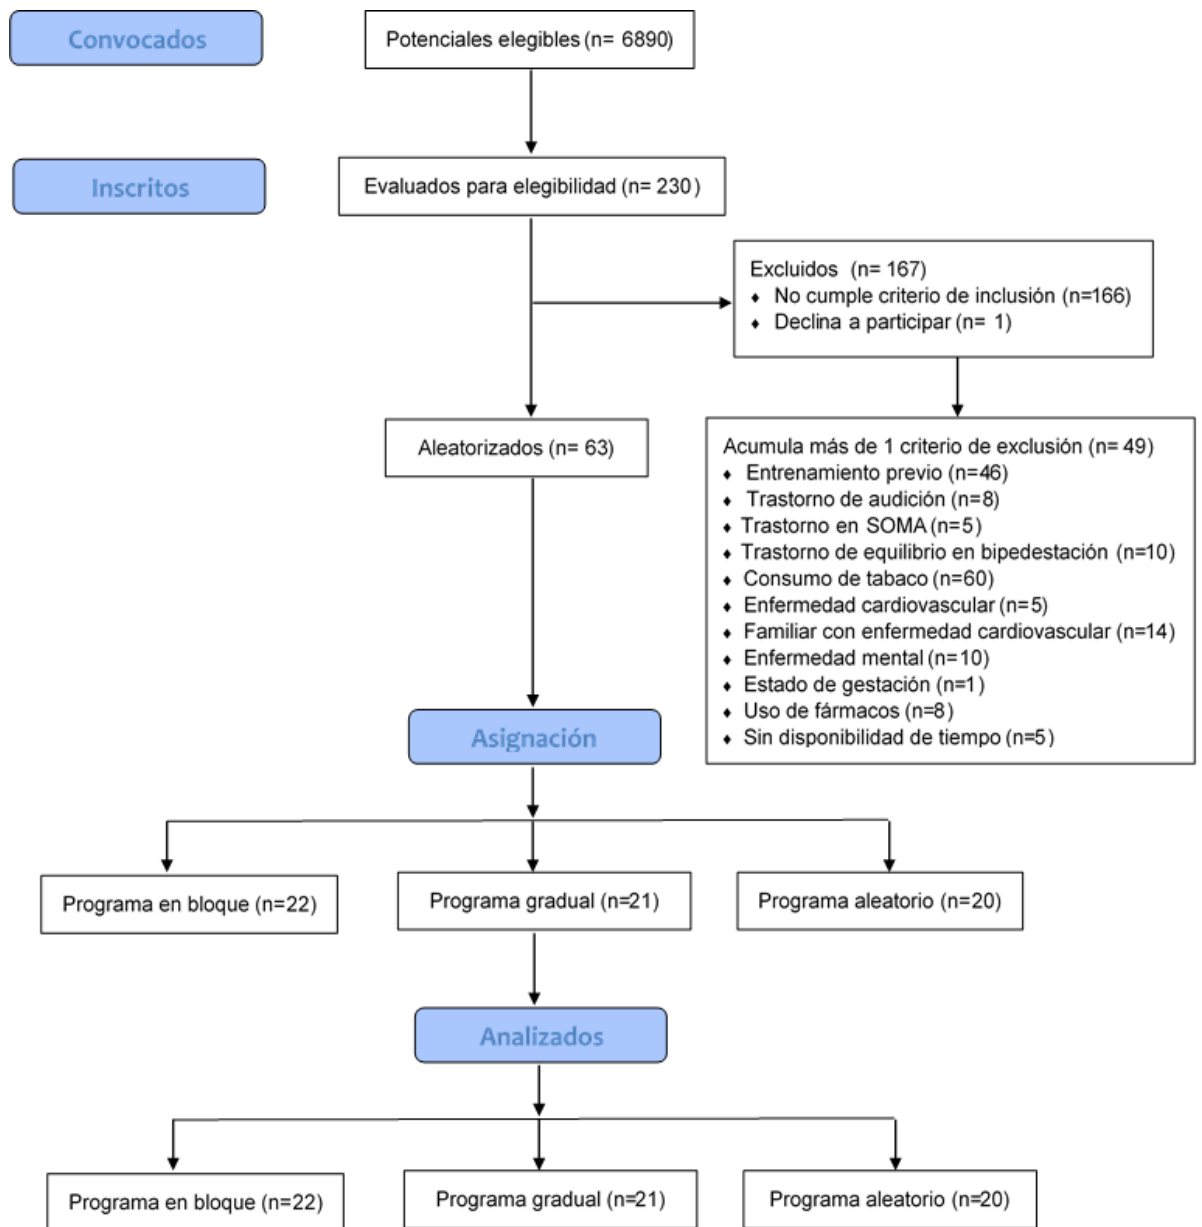 Convocados
Potenciales elegibles (n= 6890)
Inscritos
Evaluados para elegibilidad (n= 230)
Excluidos (n= 167)
♦ No cumple criterio de inclusión (n=166)
♦ Declina a participar (n= 1)
Aleatorizados (n= 63)
Acumula más de 1 criterio de exclusión (n= 49)
♦ Entrenamiento previo (n=46)
♦ Trastorno de audición (n=8)
♦ Trastorno en SOMA (n=5)
♦ Trastorno de equilibrio en bipedestación (n=10)
♦ Consumo de tabaco (n=60)
♦ Enfermedad cardiovascular (n=5)
♦ Familiar con enfermedad cardiovascular (n=14)
♦ Enfermedad mental (n=10)
♦ Estado de gestación (n=1)
♦ Uso de fármacos (n=8)
♦ Sin disponibilidad de tiempo (n=5)
Asignación
Programa en bloque (n=22)
Programa gradual (n=21)
Programa aleatorio (n=20)
Analizados
Programa en bloque (n=22)
Programa gradual (n=21)
Programa aleatorio (n=20)